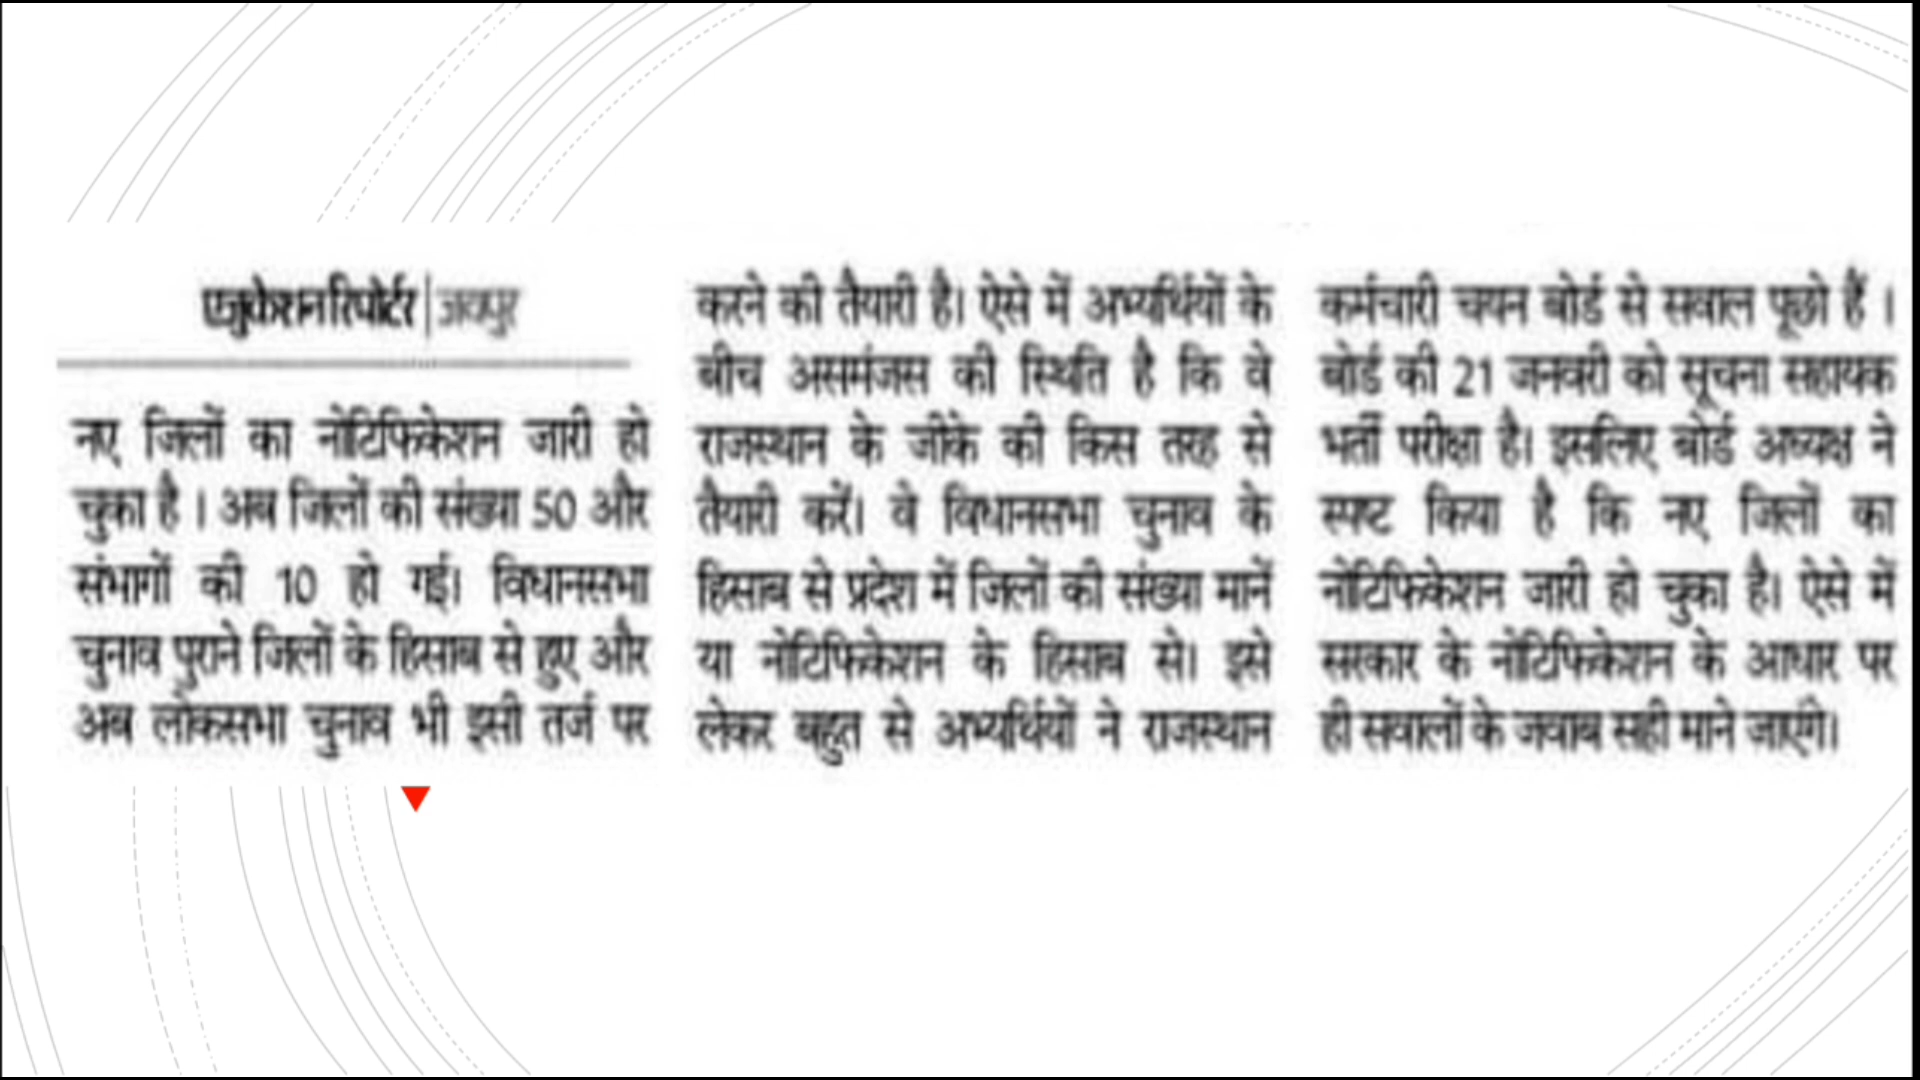 एजुकेशन रिपोर्टर | जयपुर
नए जिलों का नोटिफिकेशन जारी हो
चुका है । अब जिलों की संख्या 50 और
संभागों की 10 हो गई। विधानसभा
चुनाव पुराने जिलों के हिसाब से हुए और
अब लोकसभा चुनाव भी इसी तर्ज पर
करने की तैयारी है। ऐसे में अभ्यर्थियों के
बीच असमंजस की स्थिति है कि वे
राजस्थान के जीके की किस तरह से
तैयारी करें। वे विधानसभा चुनाव के
हिसाब से प्रदेश में जिलों की संख्या मानें
या नोटिफिकेशन के हिसाब से। इसे
लेकर बहुत से अभ्यर्थियों ने राजस्थान
कर्मचारी चयन बोर्ड से सवाल पूछो हैं ।
बोर्ड की 21 जनवरी को सूचना सहायक
भर्ती परीक्षा है। इसलिए बोर्ड अध्यक्ष ने
स्पष्ट किया है कि नए जिलों का
नोटिफिकेशन जारी हो चुका है। ऐसे में
सरकार के नोटिफिकेशन के आधार पर
ही सवालों के जवाब सही माने जाएंगे।